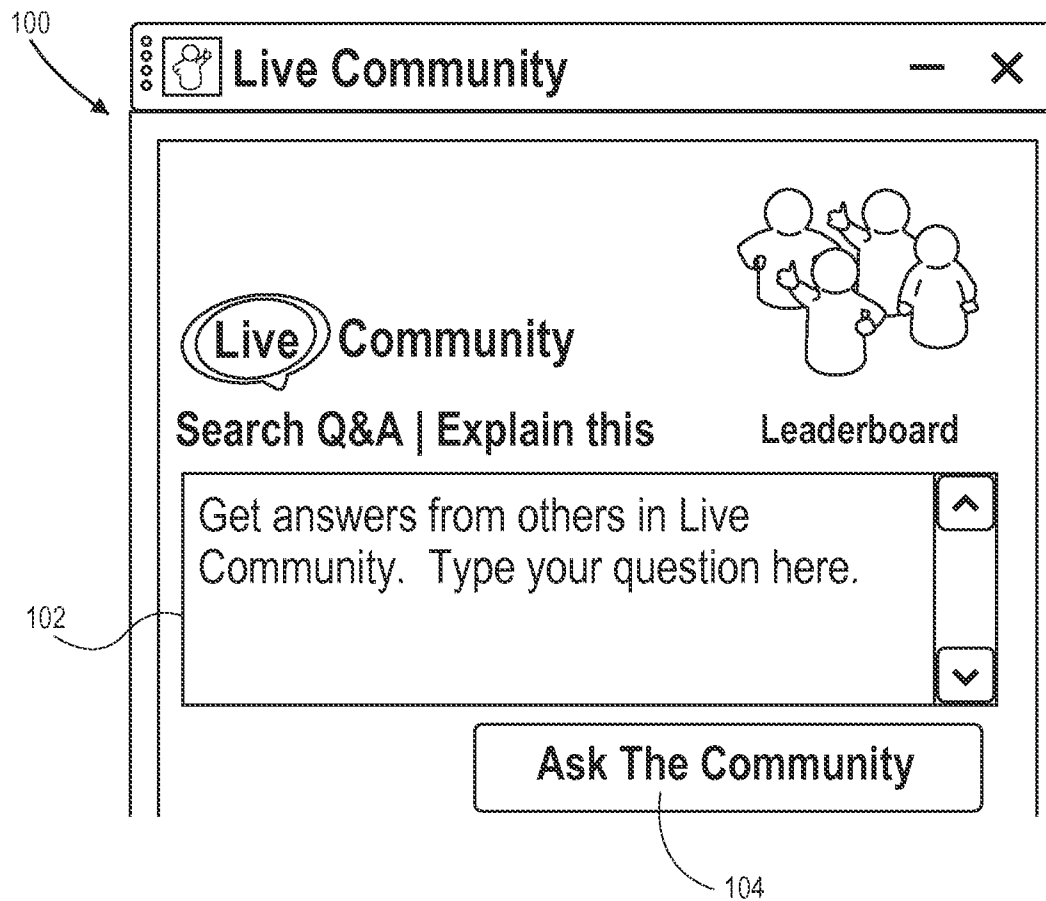 100
Live Community
Live Community
Search Q&A | Explain this
Leaderboard
Get answers from others in Live
Community. Type your question here.
102
Ask The Community
104